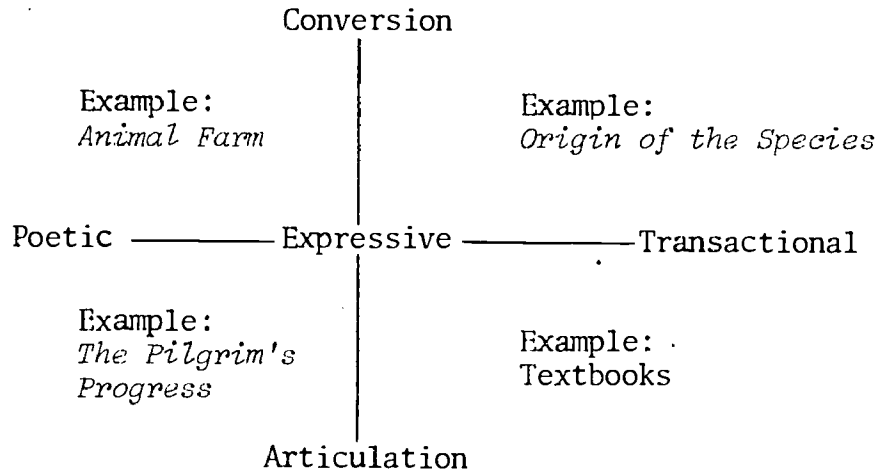 Conversion
Example:
Animal Farm
Example:
Origin of the Species
Poetic Expressive Transactional
Example:
The Pilgrim's
Progress
Example:
Textbooks
Articulation